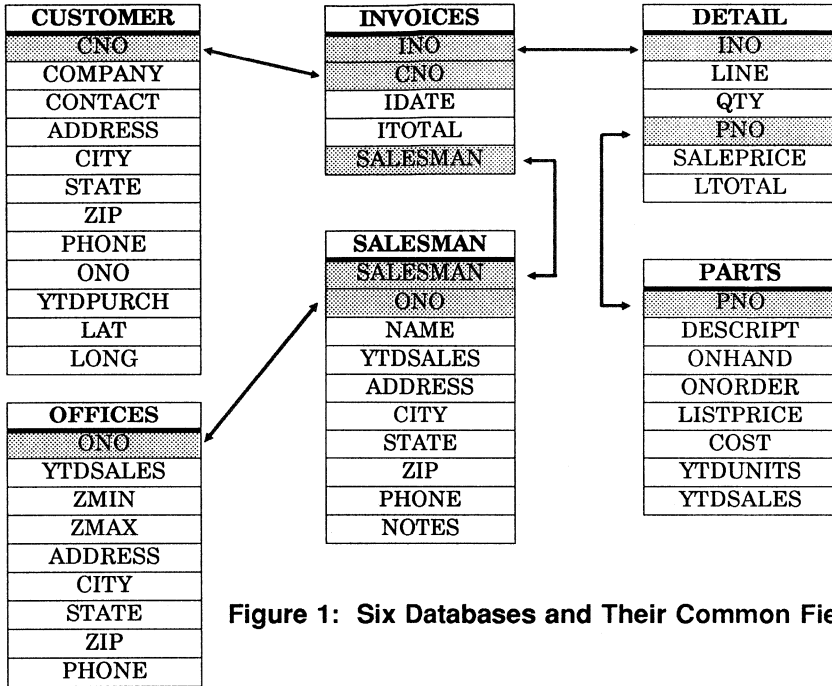 CUSTOMER
CNO
COMPANY
CONTACT
ADDRESS
CITY
STATE
ZIP
PHONE
ONO
YTDPURCH
LAT
LONG
OFFICES
ONO
YTDSALES
ZMIN
ZMAX
ADDRESS
CITY
STATE
ZIP
PHONE
INVOICES
INO
CNO
IDATE
ITOTAL
SALESMAN
SALESMAN
SALESMAN
ONO
NAME
YTDSALES
ADDRESS
CITY
STATE
ZIP
PHONE
NOTES
DETAIL
INO
LINE
QTY
PNO
SALEPRICE
LTOTAL
PARTS
PNO
DESCRIPT
ONHAND
ONORDER
LISTPRICE
COST
YTDUNITS
YTDSALES
Figure 1: Six Databases and Their Common Fie